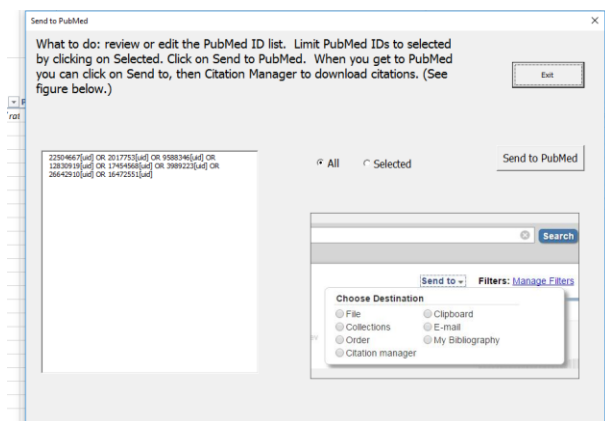 Send to PubMed
What to do: review or edit the PubMed ID list. Limit PubMed IDs to selected
by clicking on Selected. Click on Send to PubMed. When you get to PubMed
you can click on Send to, then Citation Manager to download citations. (See
figure below.)
Exit
rat
22504667[uid] OR 2017753[uid] OR 9588346[uid] OR
12830919[uid] OR 17454568[uid] OR 3989223[uid] OR
26642910[uid] OR 16472551[uid]
All Selected
Send to PubMed
Search
Send to Filters: Manage Filters
Choose Destination
File Clipboard
Collections E-mail
Order My Bibliography
Citation manager